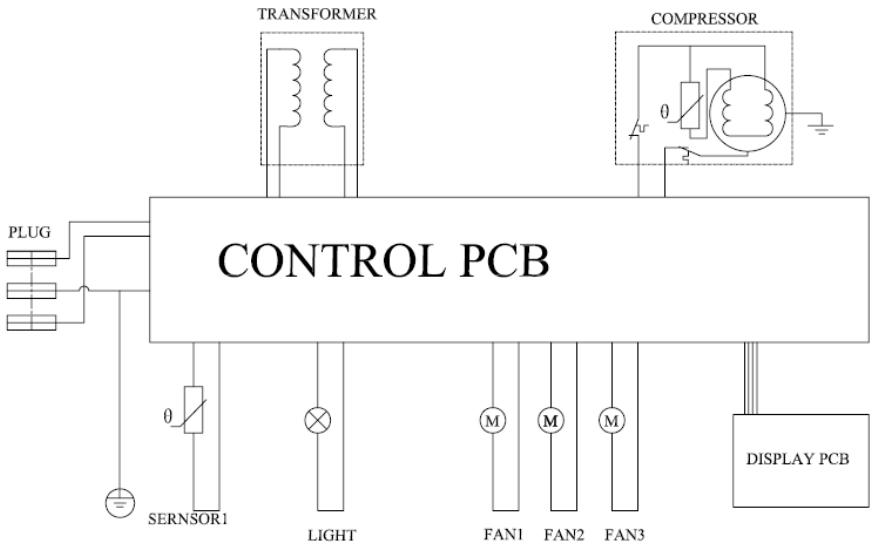 TRANSFORMER
COMPRESSOR
θ
PLUG
CONTROL PCB
θ
M
M
M
DISPLAY PCB
SERNSOR1
LIGHT
FAN1
FAN2
FAN3